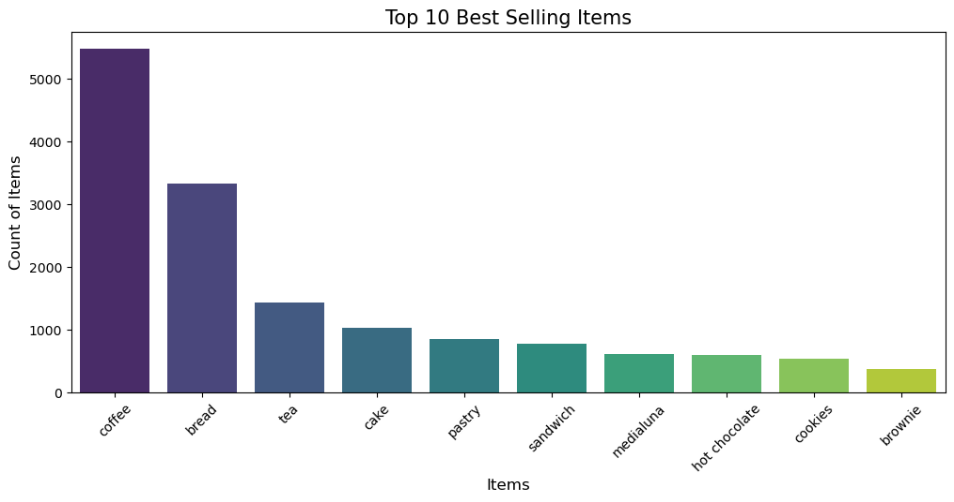 Top 10 Best Selling Items
Count of Items
5000
4000
3000
2000
1000
0
coffee
bread
tea
cake
pastry
sandwich
medialuna
hot chocolate
cookies
brownie
Items